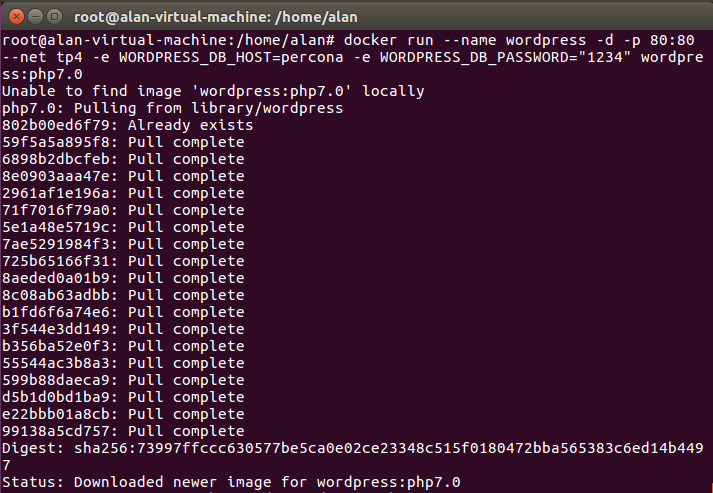 root@alan-virtual-machine: /home/alan
root@alan-virtual-machine:/home/alan# docker run --name wordpress -d -p 80:80
--net tp4 -e WORDPRESS_DB_HOST=percona -e WORDPRESS_DB_PASSWORD="1234" wordpre
ss:php7.0
Unable to find image 'wordpress:php7.0' locally
php7.0: Pulling from library/wordpress
802b00ed6f79: Already exists
59f5a5a895f8: Pull complete
6898b2dbcfeb: Pull complete
8e0903aaa47e: Pull complete
2961af1e196a: Pull complete
71f7016f79a0: Pull complete
5e1a48e5719c: Pull complete
7ae5291984f3: Pull complete
725b65166f31: Pull complete
8aeded0a01b9: Pull complete
8c08ab63adbb: Pull complete
b1fd6f6a74e6: Pull complete
3f544e3dd149: Pull complete
b356ba52e0f3: Pull complete
55544ac3b8a3: Pull complete
599b88daeca9: Pull complete
d5b1d0bd1ba9: Pull complete
e22bbb01a8cb: Pull complete
99138a5cd757: Pull complete
Digest: sha256:73997ffccc630577be5ca0e02ce23348c515f0180472bba565383c6ed14b449
7
Status: Downloaded newer image for wordpress:php7.0